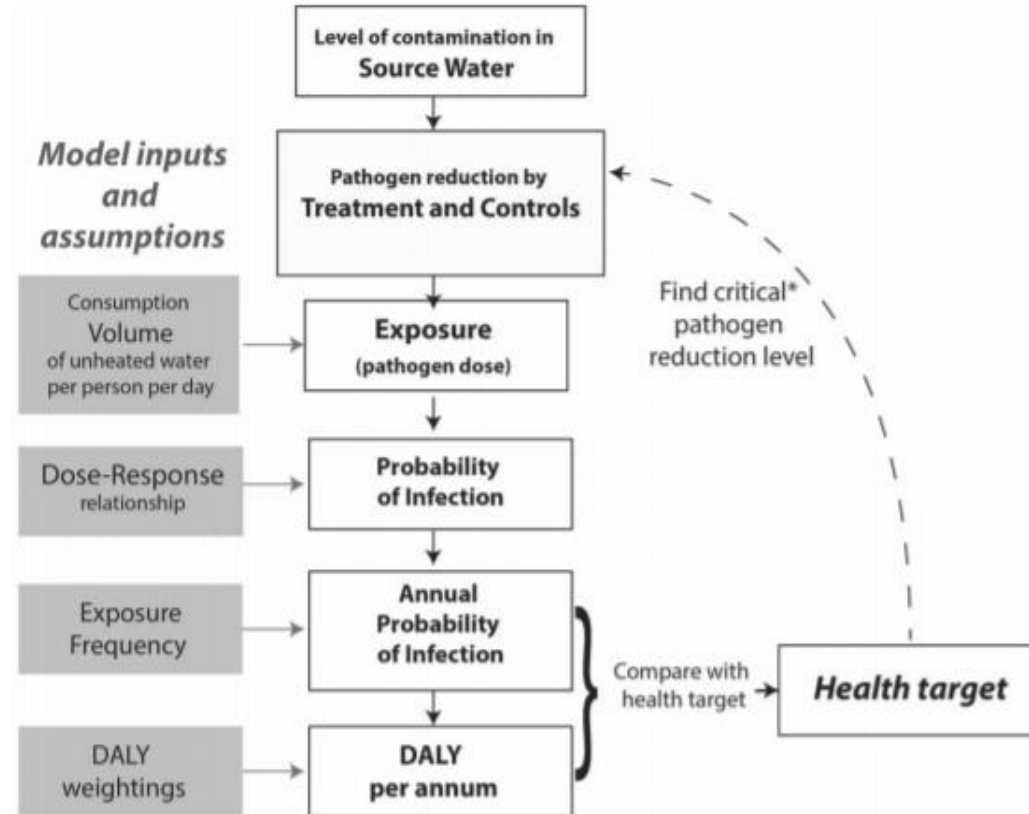 Level of contamination in
Source Water
Model inputs
and
assumptions
Pathogen reduction by
Treatment and Controls
Consumption
Volume
of unheated water
per person per day
Exposure
(pathogen dose)
Find critical*
pathogen
reduction level
Dose-Response
relationship
Probability
of Infection
Exposure
Frequency
Annual
Probability
of Infection
Compare with
health target
Health target
DALY
weightings
DALY
per annum